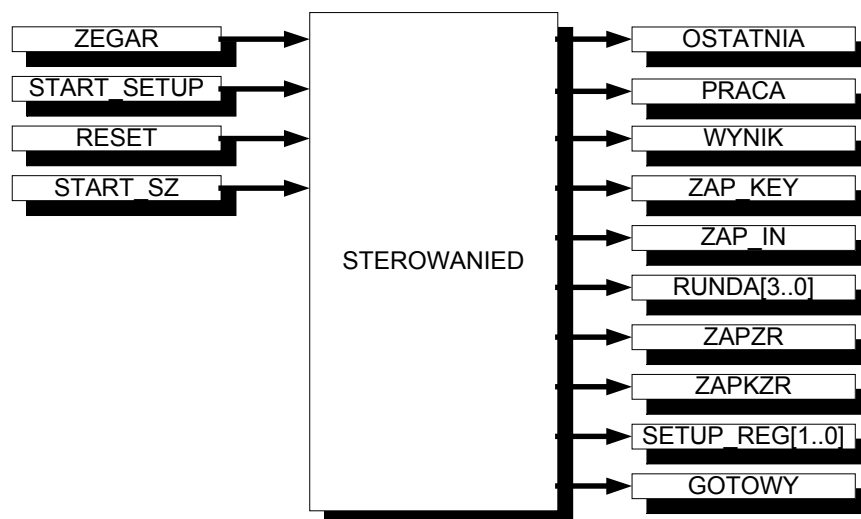 ZEGAR
START_SETUP
RESET
START_SZ
STEROWANIED
OSTATNIA
PRACA
WYNIK
ZAP_KEY
ZAP_IN
RUNDA[3..0]
ZAPZR
ZAPKZR
SETUP_REG[1..0]
GOTOWY